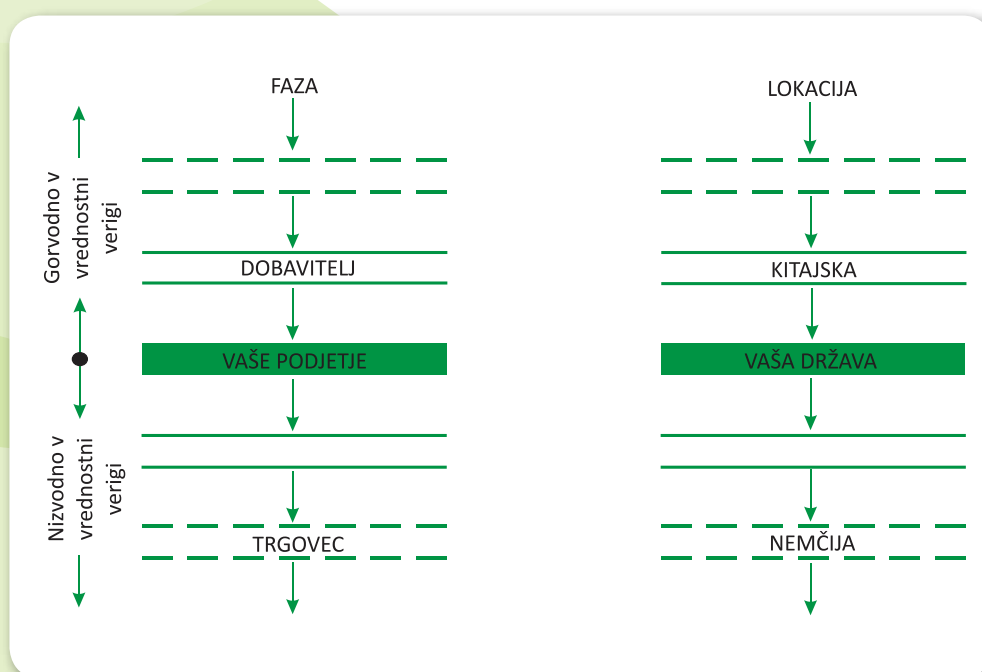 FAZA
LOKACIJA
Gorvodno v
vrednostni
verigi
DOBAVITELJ
KITAJSKA
VAŠE PODJETJE
VAŠA DRŽAVA
Nizvodno v
vrednostni
verigi
TRGOVEC
NEMČIJA